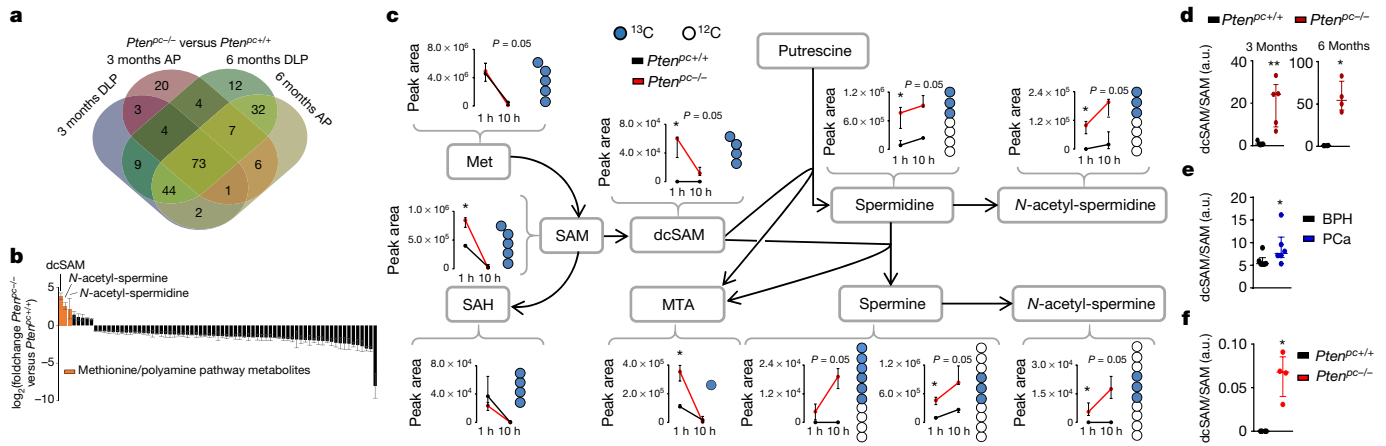 a
Pten^pc–/– versus Pten^pc+/+
3 months AP
6 months DLP
3 months DLP
6 months AP
20
12
3
4
32
4
7
9
73
6
44
1
2
b
dcSAM
N-acetyl-spermine
N-acetyl-spermidine
log2(foldchange Pten^pc–/–
versus Pten^pc+/+)
5
0
−5
−10
Methionine/polyamine pathway metabolites
c
13C
12C
Pten^pc+/+
Pten^pc–/–
Peak area
8.0 × 10^6
4.0 × 10^6
0
P = 0.05
1 h 10 h
Met
Peak area
8.0 × 10^4
4.0 × 10^4
0
P = 0.05
*
1 h 10 h
Putrescine
Peak area
1.2 × 10^6
6.0 × 10^5
0
P = 0.05
*
1 h 10 h
Peak area
2.4 × 10^5
1.2 × 10^5
0
P = 0.05
*
1 h 10 h
Peak area
1.0 × 10^6
5.0 × 10^5
0
*
1 h 10 h
SAM
dcSAM
Spermidine
N-acetyl-spermidine
SAH
MTA
Spermine
N-acetyl-spermine
Peak area
8.0 × 10^4
4.0 × 10^4
0
1 h 10 h
Peak area
4.0 × 10^5
2.0 × 10^5
0
*
1 h 10 h
Peak area
2.4 × 10^4
1.2 × 10^4
0
P = 0.05
1 h 10 h
Peak area
1.2 × 10^6
6.0 × 10^5
0
P = 0.05
*
1 h 10 h
Peak area
3.0 × 10^4
1.5 × 10^4
0
P = 0.05
*
1 h 10 h
d
Pten^pc+/+
Pten^pc–/–
3 Months
6 Months
dcSAM/SAM (a.u.)
40
20
0
**
100
50
0
*
e
dcSAM/SAM (a.u.)
20
15
10
5
0
*
BPH
PCa
f
dcSAM/SAM (a.u.)
0.10
0.05
0
*
Pten^pc+/+
Pten^pc–/–